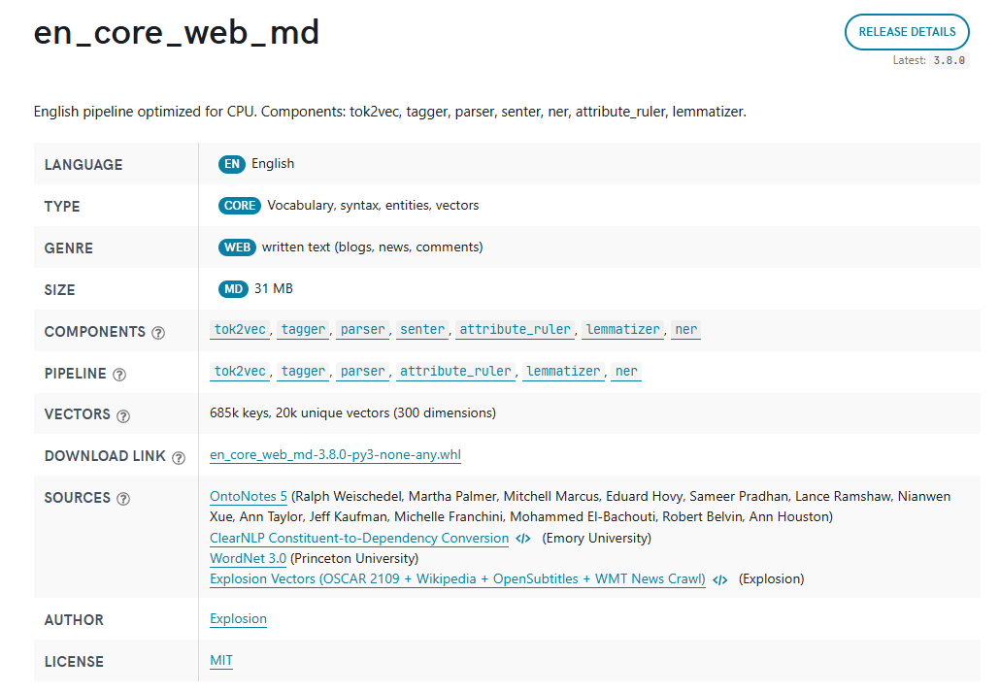 en_core_web_md
RELEASE DETAILS
Latest: 3.8.0
English pipeline optimized for CPU. Components: tok2vec, tagger, parser, senter, ner, attribute_ruler, lemmatizer.
LANGUAGE EN English
TYPE CORE Vocabulary, syntax, entities, vectors
GENRE WEB written text (blogs, news, comments)
SIZE MD 31 MB
COMPONENTS ? tok2vec, tagger, parser, senter, attribute_ruler, lemmatizer, ner
PIPELINE ? tok2vec, tagger, parser, attribute_ruler, lemmatizer, ner
VECTORS ? 685k keys, 20k unique vectors (300 dimensions)
DOWNLOAD LINK ? en_core_web_md-3.8.0-py3-none-any.whl
SOURCES ? OntoNotes 5 (Ralph Weischedel, Martha Palmer, Mitchell Marcus, Eduard Hovy, Sameer Pradhan, Lance Ramshaw, Nianwen
Xue, Ann Taylor, Jeff Kaufman, Michelle Franchini, Mohammed El-Bachouti, Robert Belvin, Ann Houston)
ClearNLP Constituent-to-Dependency Conversion </> (Emory University)
WordNet 3.0 (Princeton University)
Explosion Vectors (OSCAR 2109 + Wikipedia + OpenSubtitles + WMT News Crawl) </> (Explosion)
AUTHOR Explosion
LICENSE MIT